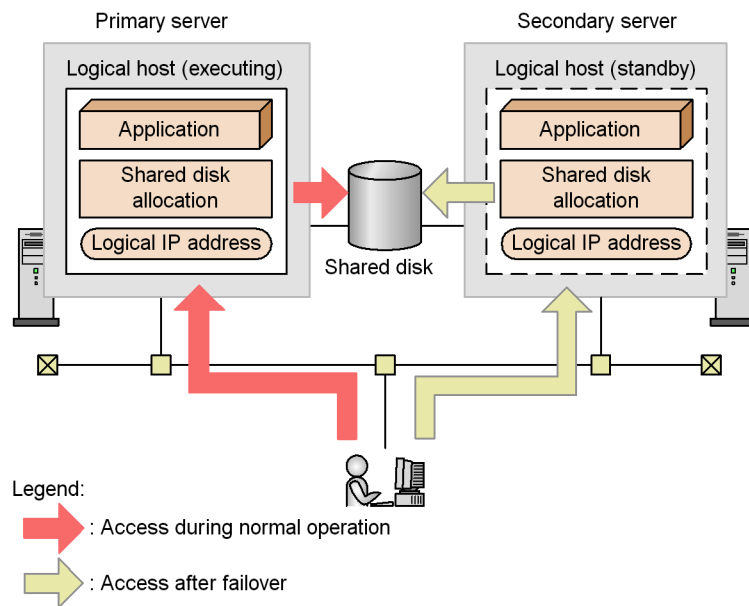 Primary server
Secondary server
Logical host (executing)
Logical host (standby)
Application
Application
Shared disk
allocation
Shared disk
allocation
Logical IP address
Logical IP address
Shared disk
Legend:
: Access during normal operation
: Access after failover